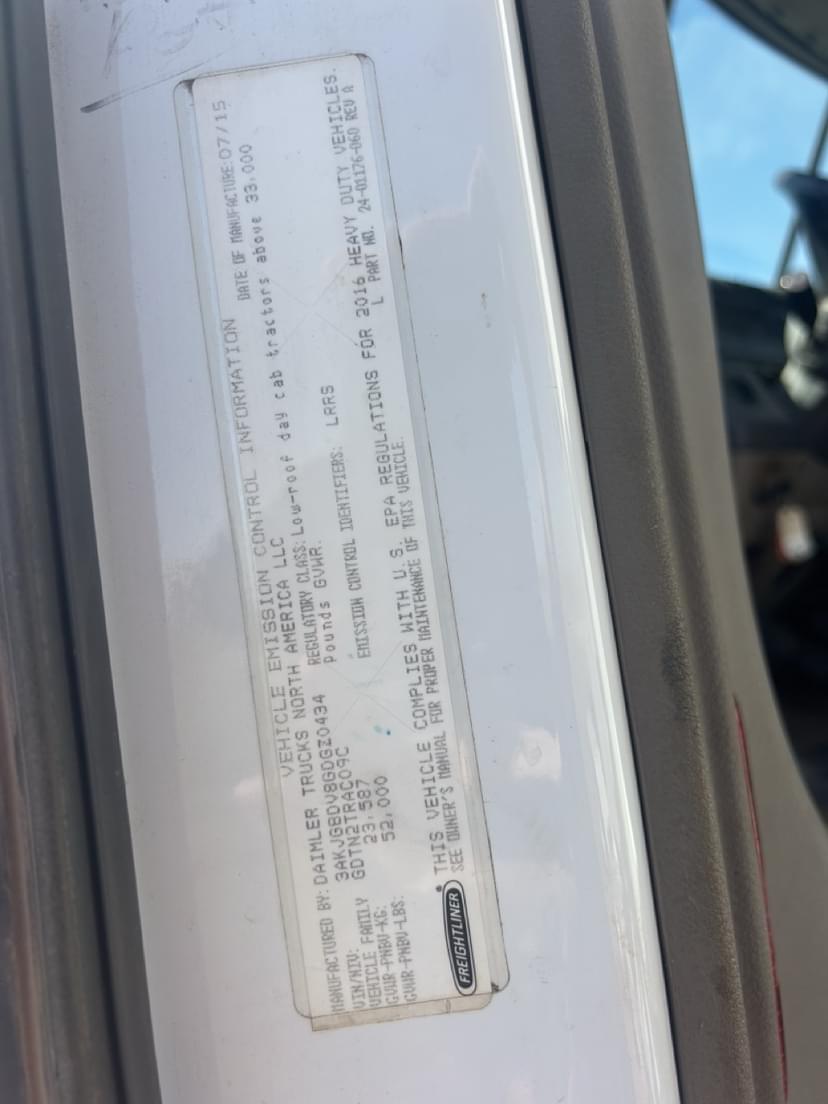 VEHICLE EMISSION CONTROL INFORMATION DATE OF MANUFACTURE:07/15
MANUFACTURED BY: DAIMLER TRUCKS NORTH AMERICA LLC
VIN/NIV: 3AKJGBDV8GDGZ0434 REGULATORY CLASS: Low-roof day cab tractors above 33,000
VEHICLE FAMILY GDTN2TRAC09C Pounds GVWR.
GVWR-PNBV-KG: 23,587
GVWR-PNBV-LBS: 52,000 EMISSION CONTROL IDENTIFIERS: LRRS
THIS VEHICLE COMPLIES WITH U.S. EPA REGULATIONS FOR 2016 HEAVY DUTY VEHICLES.
SEE OWNER'S MANUAL FOR PROPER MAINTENANCE OF THIS VEHICLE. L PART NO. 24-01176-060 REV A
FREIGHTLINER